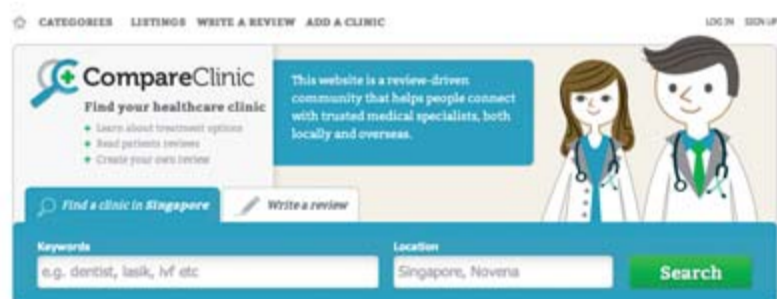 CATEGORIES LISTINGS WRITE A REVIEW ADD A CLINIC LOG IN SIGN UP
CompareClinic
Find your healthcare clinic
Learn about treatment options
Read patients reviews
Create your own review
This website is a review-driven
community that helps people connect
with trusted medical specialists, both
locally and overseas.
Find a clinic in Singapore
Write a review
Keywords Location
e.g. dentist, lasik, ivf etc Singapore, Novena Search